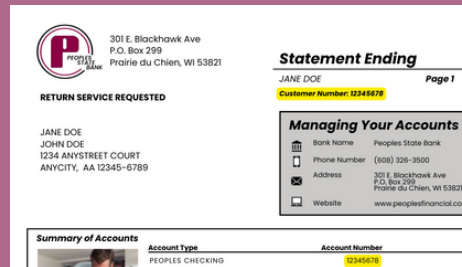 PEOPLES
STATE
BANK
301 E. Blackhawk Ave
P.O. Box 299
Prairie du Chien, WI 53821
RETURN SERVICE REQUESTED
JANE DOE
JOHN DOE
1234 ANYSTREET COURT
ANYCITY, AA 12345-6789
Statement Ending
JANE DOE Page 1
Customer Number: 12345678
Managing Your Accounts
Bank Name Peoples State Bank
Phone Number (608) 326-3500
Address 301 E. Blackhawk Ave
P.O. Box 299
Prairie du Chien, WI 53821
Website www.peoplesfinancial.co
Summary of Accounts
Account Type Account Number
PEOPLES CHECKING 12345678